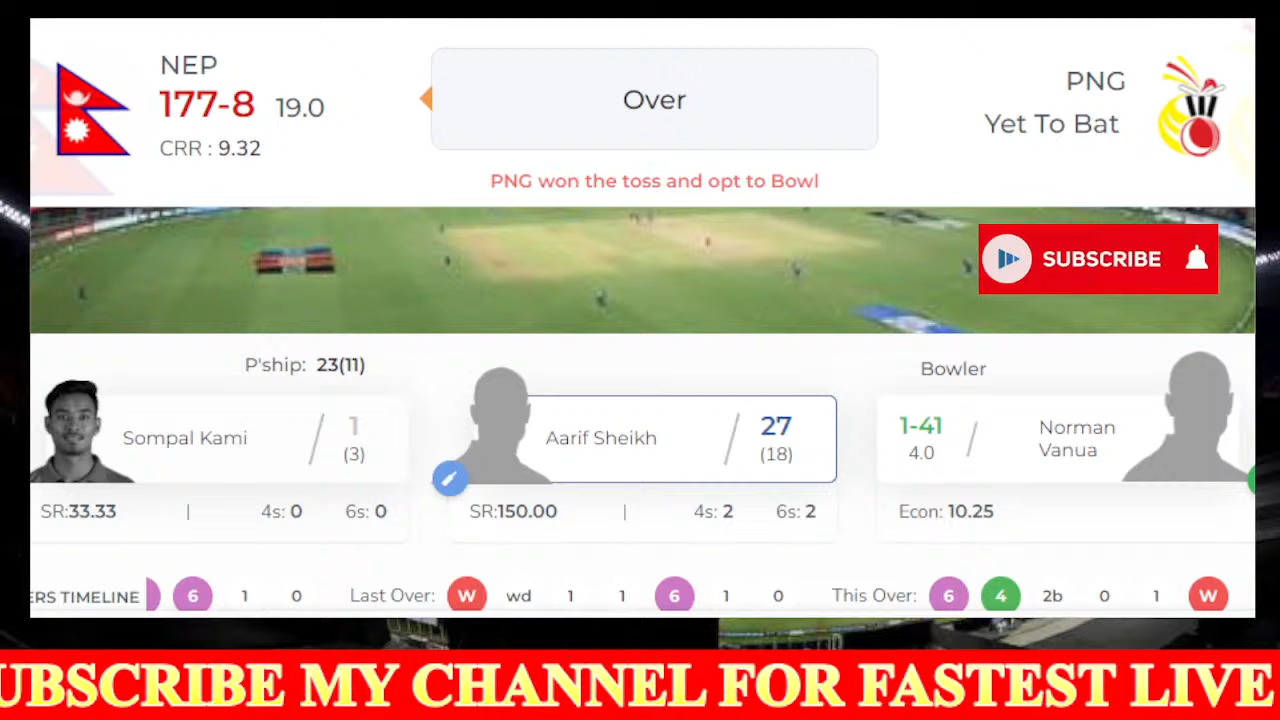 NEP
177-8 19.0
CRR : 9.32
Over
PNG
Yet To Bat
PNG won the toss and opt to Bowl
SUBSCRIBE
P'ship: 23(11)
Bowler
Sompal Kami 1
(3)
Aarif Sheikh 27
(18)
1-41
4.0
Norman
Vanua
SR:33.33 | 4s: 0 6s: 0
SR:150.00 | 4s: 2 6s: 2
Econ: 10.25
ERS TIMELINE 6 1 0 Last Over: W wd 1 1 6 1 0 This Over: 6 4 2b 0 1 W
UBSCRIBE MY CHANNEL FOR FASTEST LIVE